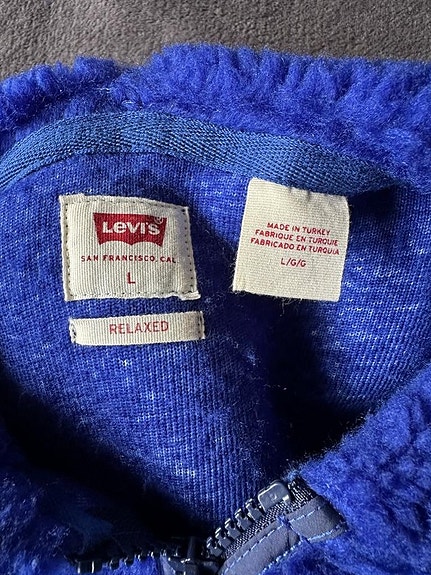 Levi's
SAN FRANCISCO, CAL
L
RELAXED
MADE IN TURKEY
FABRIQUE EN TURQUIE
FABRICADO EN TURQUIA
L/G/G